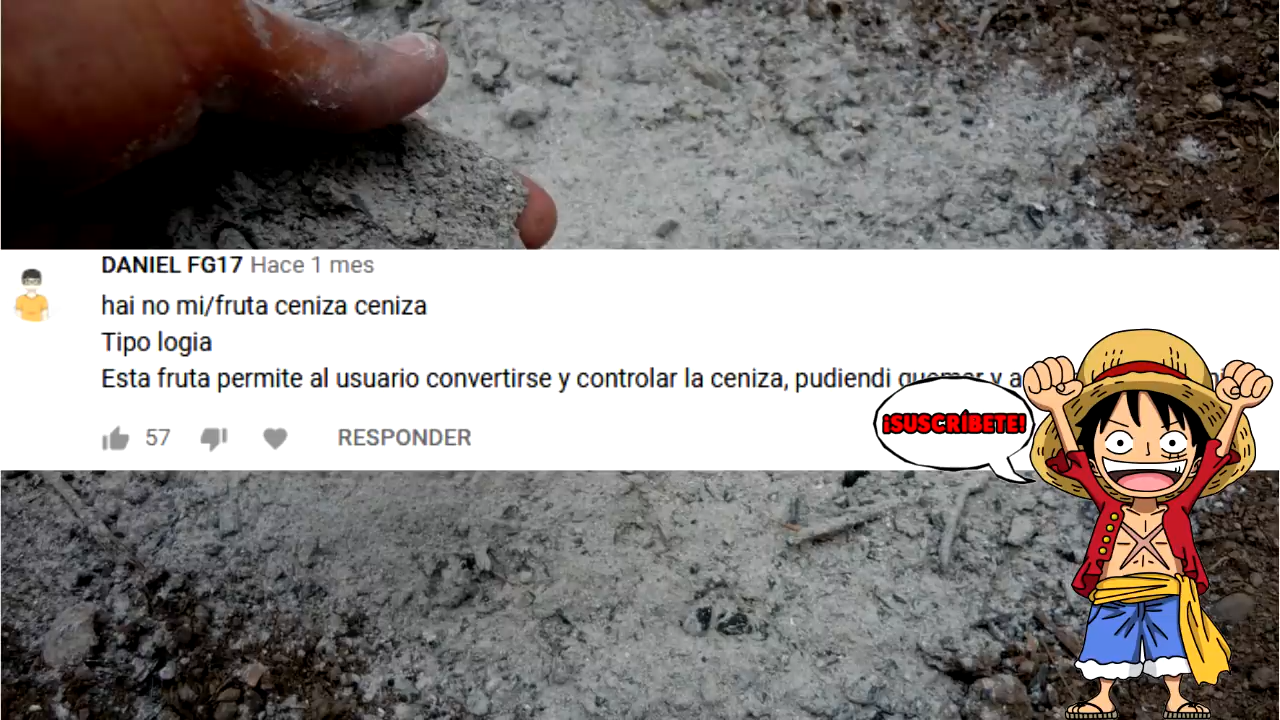 DANIEL FG17 Hace 1 mes
hai no mi/fruta ceniza ceniza
Tipo logia
Esta fruta permite al usuario convertirse y controlar la ceniza, pudiendi quemar y
57 RESPONDER
¡SUSCRÍBETE!